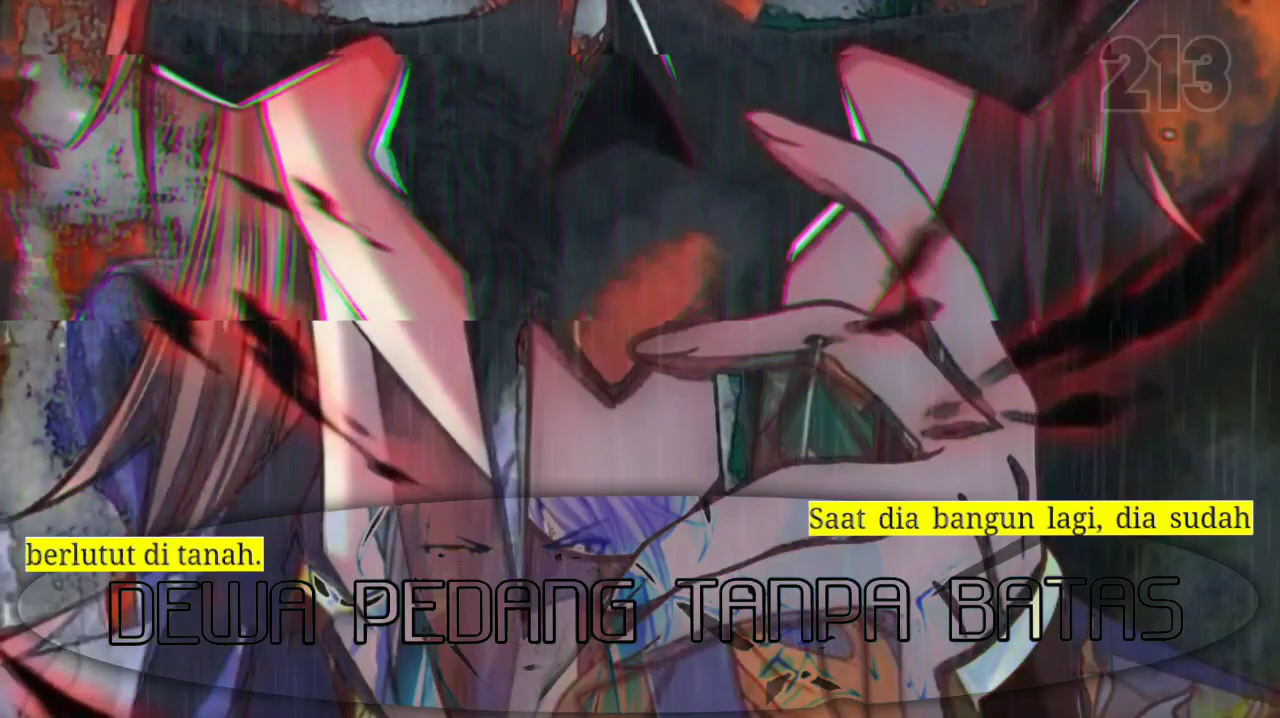 213
Saat dia bangun lagi, dia sudah
berlutut di tanah.
DEWA PEDANG TANPA BATAS